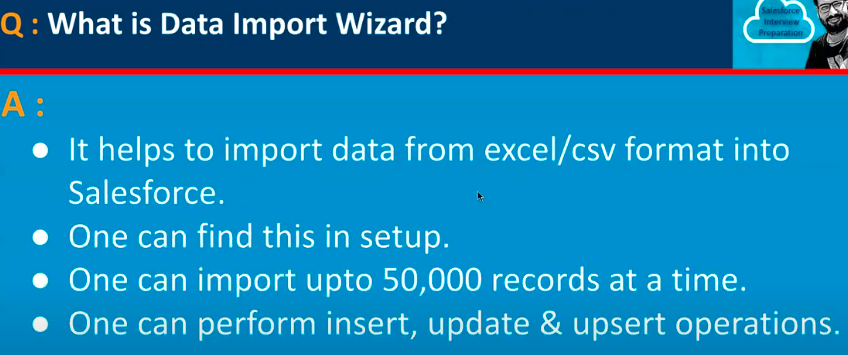 Q : What is Data Import Wizard?
Salesforce
Interview
Preparation
A :
● It helps to import data from excel/csv format into
Salesforce.
● One can find this in setup.
● One can import upto 50,000 records at a time.
● One can perform insert, update & upsert operations.